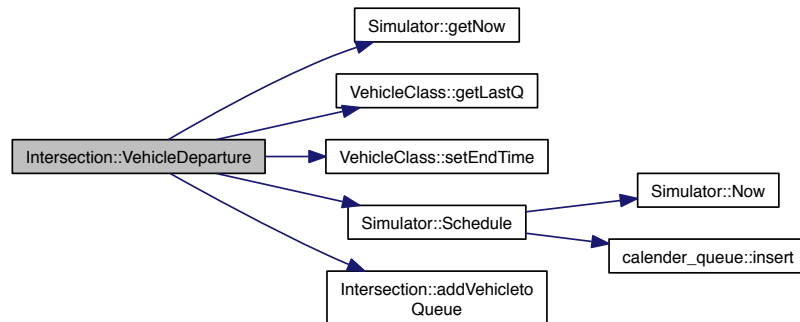 Simulator::getNow
VehicleClass::getLastQ
Intersection::VehicleDeparture
VehicleClass::setEndTime
Simulator::Now
Simulator::Schedule
calender_queue::insert
Intersection::addVehicleto
Queue